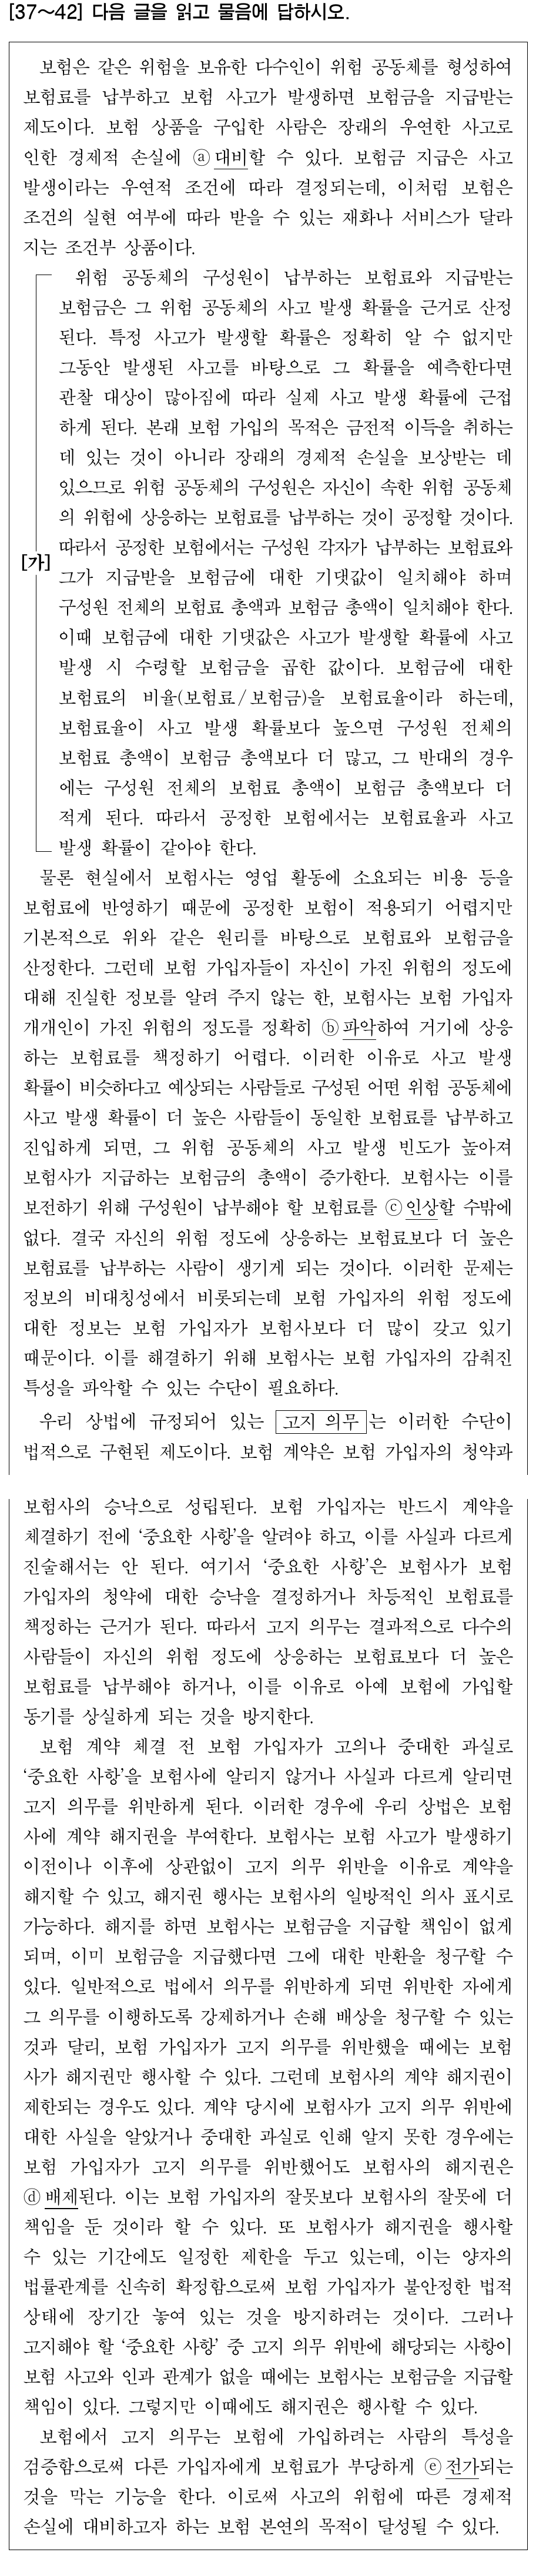 [37～42] 다음 글을 읽고 물음에 답하시오.
보험은 같은 위험을 보유한 다수인이 위험 공동체를 형성하여
보험료를 납부하고 보험 사고가 발생하면 보험금을 지급받는
제도이다. 보험 상품을 구입한 사람은 장래의 우연한 사고로
인한 경제적 손실에 ⓐ대비할 수 있다. 보험금 지급은 사고
발생이라는 우연적 조건에 따라 결정되는데, 이처럼 보험은
조건의 실현 여부에 따라 받을 수 있는 재화나 서비스가 달라
지는 조건부 상품이다.
위험 공동체의 구성원이 납부하는 보험료와 지급받는
보험금은 그 위험 공동체의 사고 발생 확률을 근거로 산정
된다. 특정 사고가 발생할 확률은 정확히 알 수 없지만
그동안 발생된 사고를 바탕으로 그 확률을 예측한다면
관찰 대상이 많아짐에 따라 실제 사고 발생 확률에 근접
하게 된다. 본래 보험 가입의 목적은 금전적 이득을 취하는
데 있는 것이 아니라 장래의 경제적 손실을 보상받는 데
있으므로 위험 공동체의 구성원은 자신이 속한 위험 공동체
의 위험에 상응하는 보험료를 납부하는 것이 공정할 것이다.
[가] 따라서 공정한 보험에서는 구성원 각자가 납부하는 보험료와
그가 지급받을 보험금에 대한 기댓값이 일치해야 하며
구성원 전체의 보험료 총액과 보험금 총액이 일치해야 한다.
이때 보험금에 대한 기댓값은 사고가 발생할 확률에 사고
발생 시 수령할 보험금을 곱한 값이다. 보험금에 대한
보험료의 비율(보험료/보험금)을 보험료율이라 하는데,
보험료율이 사고 발생 확률보다 높으면 구성원 전체의
보험료 총액이 보험금 총액보다 더 많고, 그 반대의 경우
에는 구성원 전체의 보험료 총액이 보험금 총액보다 더
적게 된다. 따라서 공정한 보험에서는 보험료율과 사고
발생 확률이 같아야 한다.
물론 현실에서 보험사는 영업 활동에 소요되는 비용 등을
보험료에 반영하기 때문에 공정한 보험이 적용되기 어렵지만
기본적으로 위와 같은 원리를 바탕으로 보험료와 보험금을
산정한다. 그런데 보험 가입자들이 자신이 가진 위험의 정도에
대해 진실한 정보를 알려 주지 않는 한, 보험사는 보험 가입자
개개인이 가진 위험의 정도를 정확히 ⓑ파악하여 거기에 상응
하는 보험료를 책정하기 어렵다. 이러한 이유로 사고 발생
확률이 비슷하다고 예상되는 사람들로 구성된 어떤 위험 공동체에
사고 발생 확률이 더 높은 사람들이 동일한 보험료를 납부하고
진입하게 되면, 그 위험 공동체의 사고 발생 빈도가 높아져
보험사가 지급하는 보험금의 총액이 증가한다. 보험사는 이를
보전하기 위해 구성원이 납부해야 할 보험료를 ⓒ인상할 수밖에
없다. 결국 자신의 위험 정도에 상응하는 보험료보다 더 높은
보험료를 납부하는 사람이 생기게 되는 것이다. 이러한 문제는
정보의 비대칭성에서 비롯되는데 보험 가입자의 위험 정도에
대한 정보는 보험 가입자가 보험사보다 더 많이 갖고 있기
때문이다. 이를 해결하기 위해 보험사는 보험 가입자의 감춰진
특성을 파악할 수 있는 수단이 필요하다.
우리 상법에 규정되어 있는 고지 의무는 이러한 수단이
법적으로 구현된 제도이다. 보험 계약은 보험 가입자의 청약과
보험사의 승낙으로 성립된다. 보험 가입자는 반드시 계약을
체결하기 전에 ‘중요한 사항’을 알려야 하고, 이를 사실과 다르게
진술해서는 안 된다. 여기서 ‘중요한 사항’은 보험사가 보험
가입자의 청약에 대한 승낙을 결정하거나 차등적인 보험료를
책정하는 근거가 된다. 따라서 고지 의무는 결과적으로 다수의
사람들이 자신의 위험 정도에 상응하는 보험료보다 더 높은
보험료를 납부해야 하거나, 이를 이유로 아예 보험에 가입할
동기를 상실하게 되는 것을 방지한다.
보험 계약 체결 전 보험 가입자가 고의나 중대한 과실로
‘중요한 사항’을 보험사에 알리지 않거나 사실과 다르게 알리면
고지 의무를 위반하게 된다. 이러한 경우에 우리 상법은 보험
사에 계약 해지권을 부여한다. 보험사는 보험 사고가 발생하기
이전이나 이후에 상관없이 고지 의무 위반을 이유로 계약을
해지할 수 있고, 해지권 행사는 보험사의 일방적인 의사 표시로
가능하다. 해지를 하면 보험사는 보험금을 지급할 책임이 없게
되며, 이미 보험금을 지급했다면 그에 대한 반환을 청구할 수
있다. 일반적으로 법에서 의무를 위반하게 되면 위반한 자에게
그 의무를 이행하도록 강제하거나 손해 배상을 청구할 수 있는
것과 달리, 보험 가입자가 고지 의무를 위반했을 때에는 보험
사가 해지권만 행사할 수 있다. 그런데 보험사의 계약 해지권이
제한되는 경우도 있다. 계약 당시에 보험사가 고지 의무 위반에
대한 사실을 알았거나 중대한 과실로 인해 알지 못한 경우에는
보험 가입자가 고지 의무를 위반했어도 보험사의 해지권은
ⓓ배제된다. 이는 보험 가입자의 잘못보다 보험사의 잘못에 더
책임을 둔 것이라 할 수 있다. 또 보험사가 해지권을 행사할
수 있는 기간에도 일정한 제한을 두고 있는데, 이는 양자의
법률관계를 신속히 확정함으로써 보험 가입자가 불안정한 법적
상태에 장기간 놓여 있는 것을 방지하려는 것이다. 그러나
고지해야 할 ‘중요한 사항’ 중 고지 의무 위반에 해당되는 사항이
보험 사고와 인과 관계가 없을 때에는 보험사는 보험금을 지급할
책임이 있다. 그렇지만 이때에도 해지권은 행사할 수 있다.
보험에서 고지 의무는 보험에 가입하려는 사람의 특성을
검증함으로써 다른 가입자에게 보험료가 부당하게 ⓔ전가되는
것을 막는 기능을 한다. 이로써 사고의 위험에 따른 경제적
손실에 대비하고자 하는 보험 본연의 목적이 달성될 수 있다.